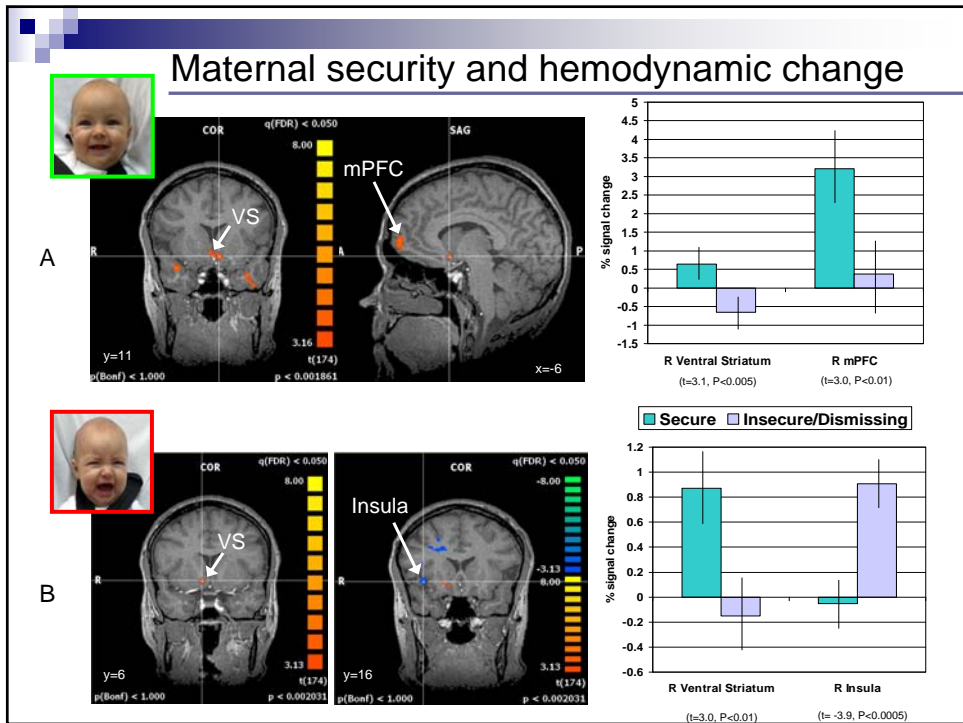 Maternal security and hemodynamic change
A
COR
q(FDR) < 0.050
8.00
VS
R
y=11
3.16
t(174)
p(Bonf) < 1.000
p < 0.001861
SAG
mPFC
A
P
x=-6
% signal change
5
4.5
4
3.5
3
2.5
2
1.5
1
0.5
0
-0.5
-1
-1.5
R Ventral Striatum
R mPFC
(t=3.1, P<0.005)
(t=3.0, P<0.01)
B
COR
q(FDR) < 0.050
8.00
VS
R
y=6
3.13
t(174)
p(Bonf) < 1.000
p < 0.002031
COR
q(FDR) < 0.050
-8.00
Insula
-3.13
8.00
R
y=16
3.13
t(174)
p(Bonf) < 1.000
p < 0.002031
Secure
Insecure/Dismissing
% signal change
1.2
1
0.8
0.6
0.4
0.2
0
-0.2
-0.4
-0.6
R Ventral Striatum
R Insula
(t=3.0, P<0.01)
(t= -3.9, P<0.0005)